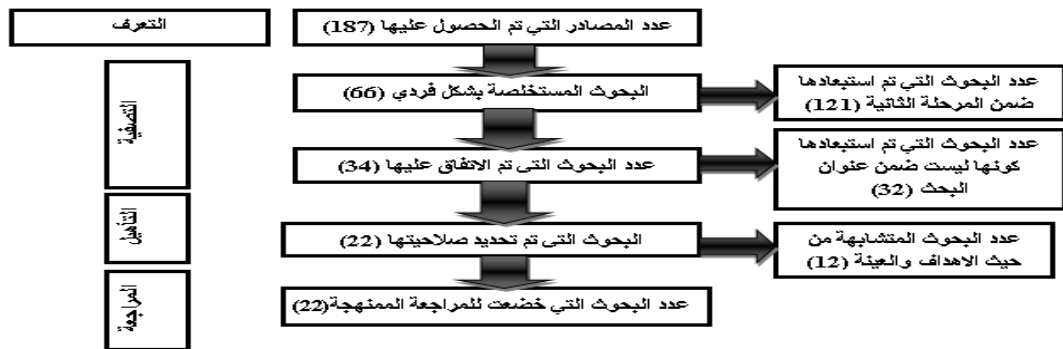 التعرف
عدد المصادر التي تم الحصول عليها (187)
التصفية
البحوث المستخلصة بشكل فردي (66)
عدد البحوث التي تم استبعادها
ضمن المرحلة الثانية (121)
عدد البحوث التي تم الاتفاق عليها (34)
عدد البحوث التي تم استبعادها
كونها ليست ضمن عنوان
البحث (32)
التأهيل
البحوث التي تم تحديد صلاحيتها (22)
عدد البحوث المتشابهة من
حيث الاهداف والعينة (12)
المراجعة
عدد البحوث التي خضعت للمراجعة الممنهجة(22)